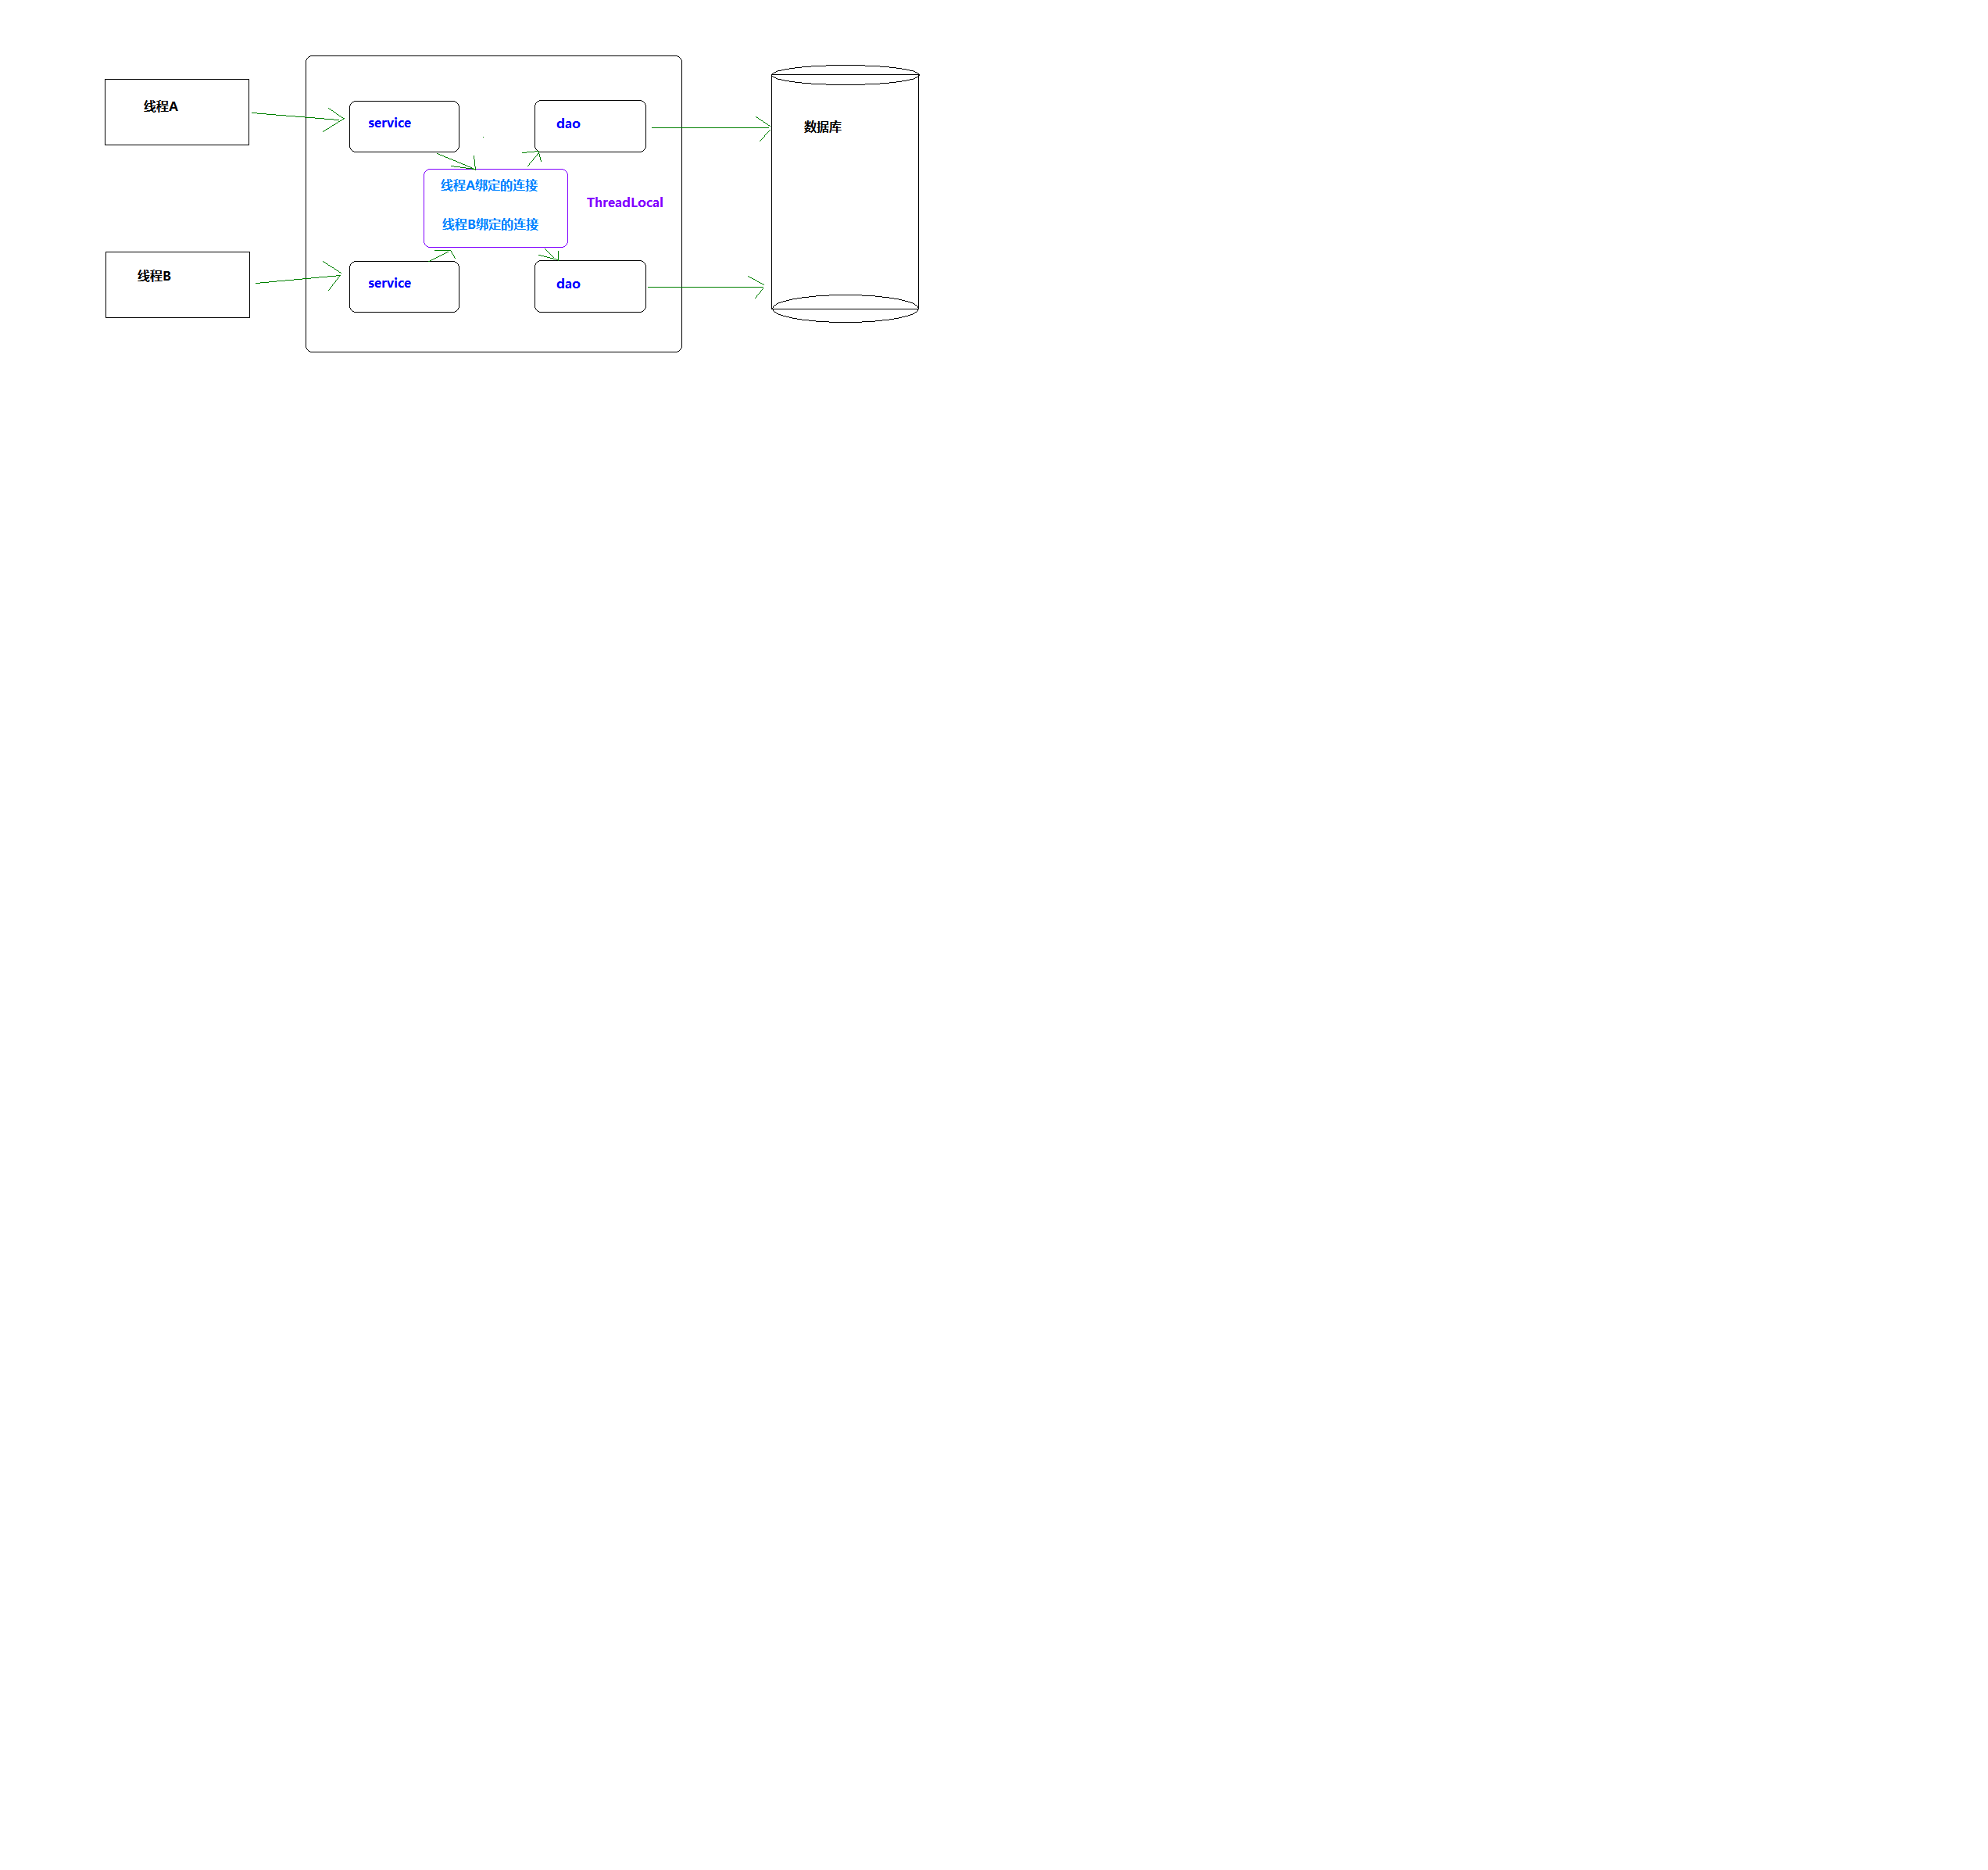 线程A
service
dao
数据库
线程A绑定的连接
ThreadLocal
线程B绑定的连接
线程B
service
dao